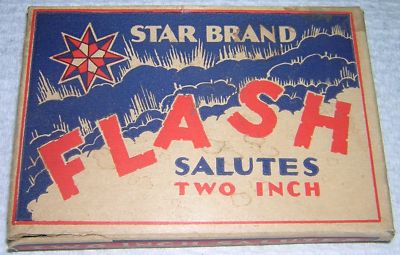 STAR BRAND
FLASH
SALUTES
TWO INCH